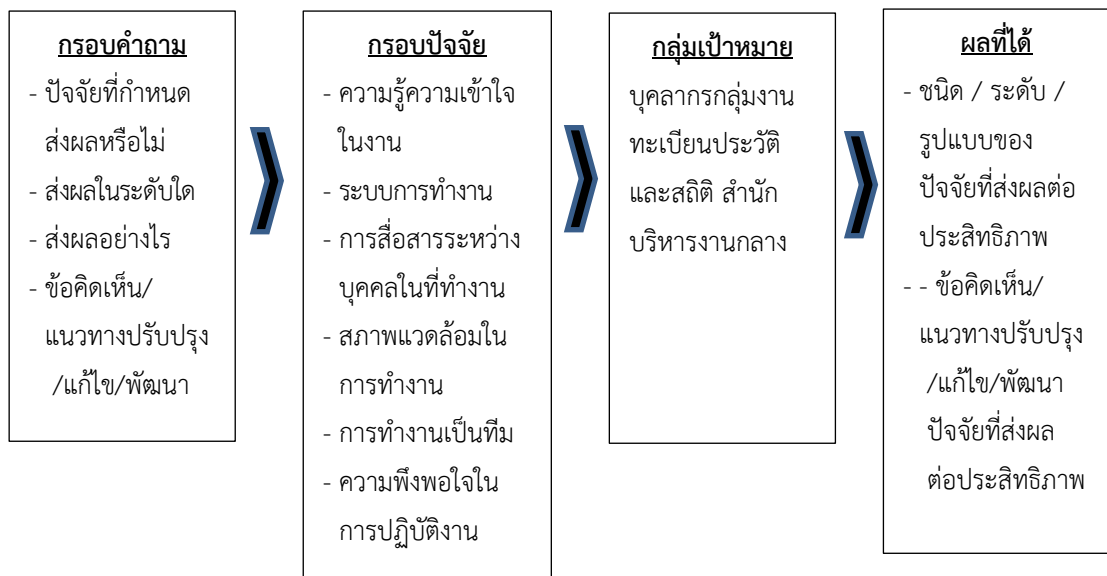 กรอบคำถาม
- ปัจจัยที่กำหนด
ส่งผลหรือไม่
- ส่งผลในระดับใด
- ส่งผลอย่างไร
- ข้อคิดเห็น/
แนวทางปรับปรุง
/แก้ไข/พัฒนา
กรอบปัจจัย
- ความรู้ความเข้าใจ
ในงาน
- ระบบการทำงาน
- การสื่อสารระหว่าง
บุคคลในที่ทำงาน
- สภาพแวดล้อมใน
การทำงาน
- การทำงานเป็นทีม
- ความพึงพอใจใน
การปฏิบัติงาน
กลุ่มเป้าหมาย
บุคลากรกลุ่มงาน
ทะเบียนประวัติ
และสถิติ สำนัก
บริหารงานกลาง
ผลที่ได้
- ชนิด / ระดับ /
รูปแบบของ
ปัจจัยที่ส่งผลต่อ
ประสิทธิภาพ
- - ข้อคิดเห็น/
แนวทางปรับปรุง
/แก้ไข/พัฒนา
ปัจจัยที่ส่งผล
ต่อประสิทธิภาพ